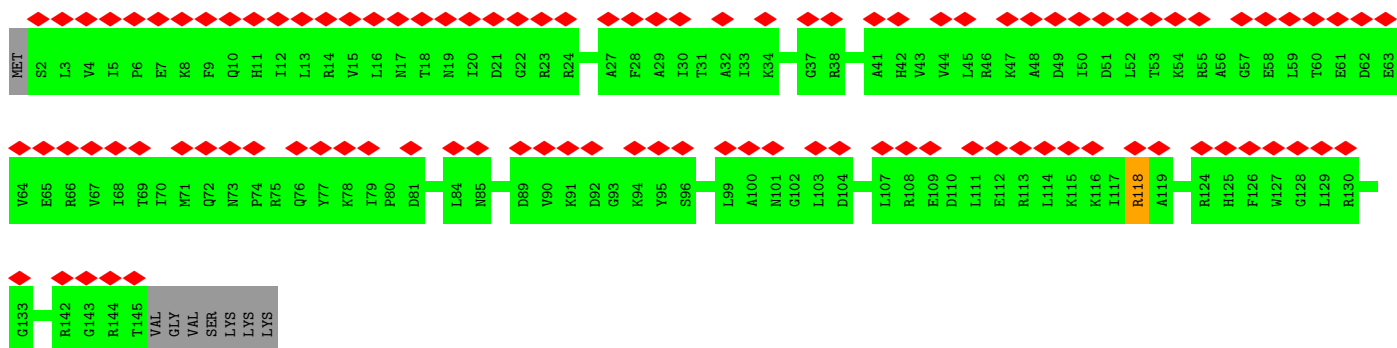 MET S2 L3 V4 I5 P6 E7 K8 F9 Q10 H11 I12 L13 R14 V15 L16 N17 T18 N19 I20 D21 G22 R23 R24 A27 F28 A29 I30 T31 A32 I33 K34 G37 R38 A41 H42 V43 V44 L45 R46 K47 A48 D49 I50 D51 L52 T53 K54 R55 A56 G57 E58 L59 T60 E61 D62 E63
V64 E65 R66 V67 I68 T69 I70 M71 Q72 N73 P74 R75 Q76 Y77 K78 I79 P80 D81 L84 N85 D89 V90 K91 D92 G93 K94 Y95 S96 L99 A100 N101 G102 L103 D104 L107 R108 E109 D110 L111 E112 R113 L114 K115 K116 I117 R118 A119 R124 H125 F126 W127 G128 L129 R130
G133 R142 G143 R144 T145 VAL GLY VAL SER LYS LYS LYS